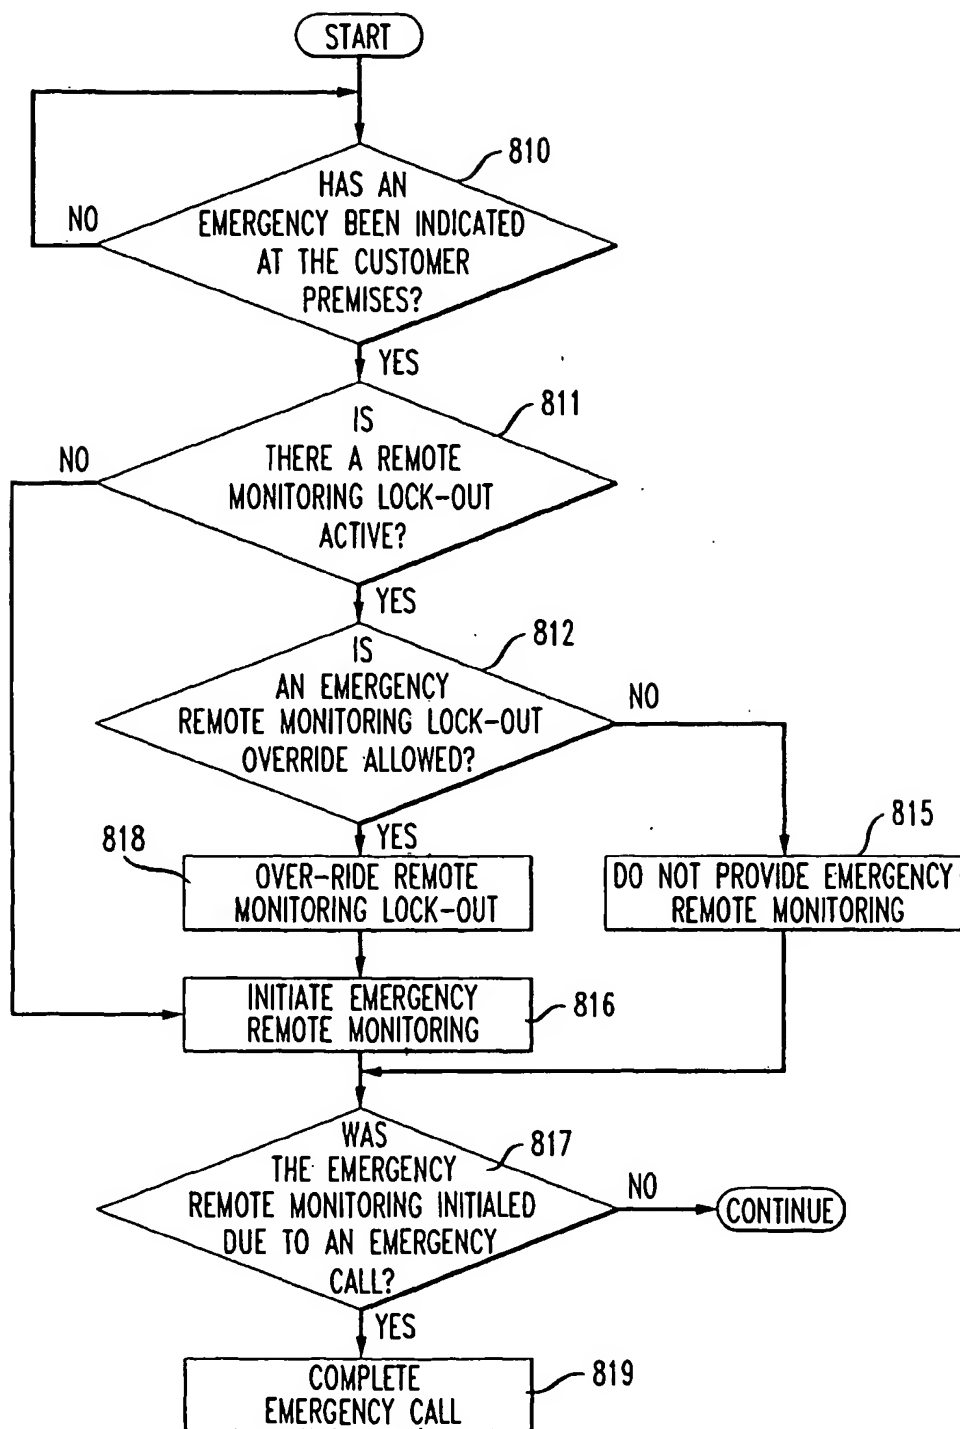 START
810
HAS AN
EMERGENCY BEEN INDICATED
AT THE CUSTOMER
PREMISES?
NO
YES
811
IS
THERE A REMOTE
MONITORING LOCK-OUT
ACTIVE?
NO
YES
812
IS
AN EMERGENCY
REMOTE MONITORING LOCK-OUT
OVERRIDE ALLOWED?
NO
YES
818
OVER-RIDE REMOTE
MONITORING LOCK-OUT
815
DO NOT PROVIDE EMERGENCY
REMOTE MONITORING
INITIATE EMERGENCY
REMOTE MONITORING
816
WAS
THE EMERGENCY
REMOTE MONITORING INITIALED
DUE TO AN EMERGENCY
CALL?
817
NO
CONTINUE
YES
COMPLETE
EMERGENCY CALL
819